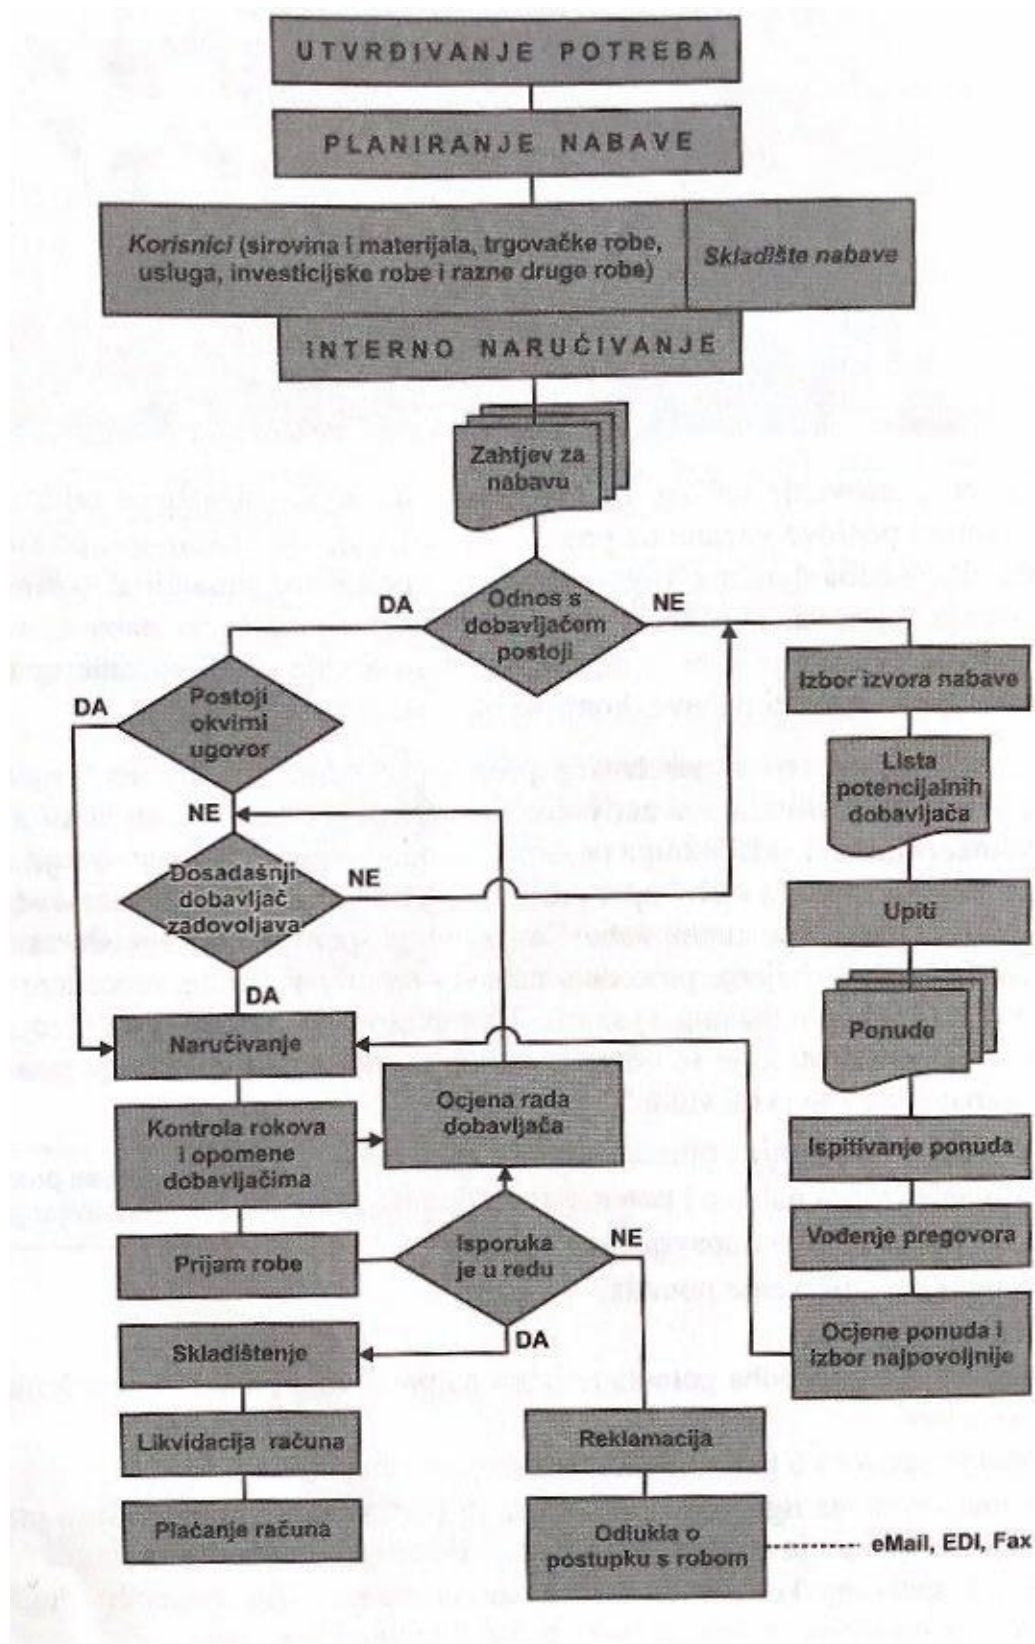 UTVRĐIVANJE POTREBA
PLANIRANJE NABAVE
Korisnici (sirovina i materijala, trgovačke robe,
usluga, investicijske robe i razne druge robe)
Skladište nabave
INTERNO NARUČIVANJE
Zahtjev za
nabavu
DA
Odnos s
dobavljačem
postoji
NE
DA
Postoji
okvirni
ugovor
Izbor izvora nabave
Lista
potencijalnih
dobavljača
NE
Dosadašnji
dobavljač
zadovoljava
NE
Upiti
DA
Naručivanje
Ponude
Ocjena rada
dobavljača
Kontrola rokova
i opomene
dobavljačima
Ispitivanje ponuda
Prijam robe
Isporuka
je u redu
NE
Vođenje pregovora
DA
Skladištenje
Ocjene ponuda i
izbor najpovoljnije
Likvidacija računa
Reklamacija
Plaćanje računa
Odlukla o
postupku s robom
eMail, EDI, Fax